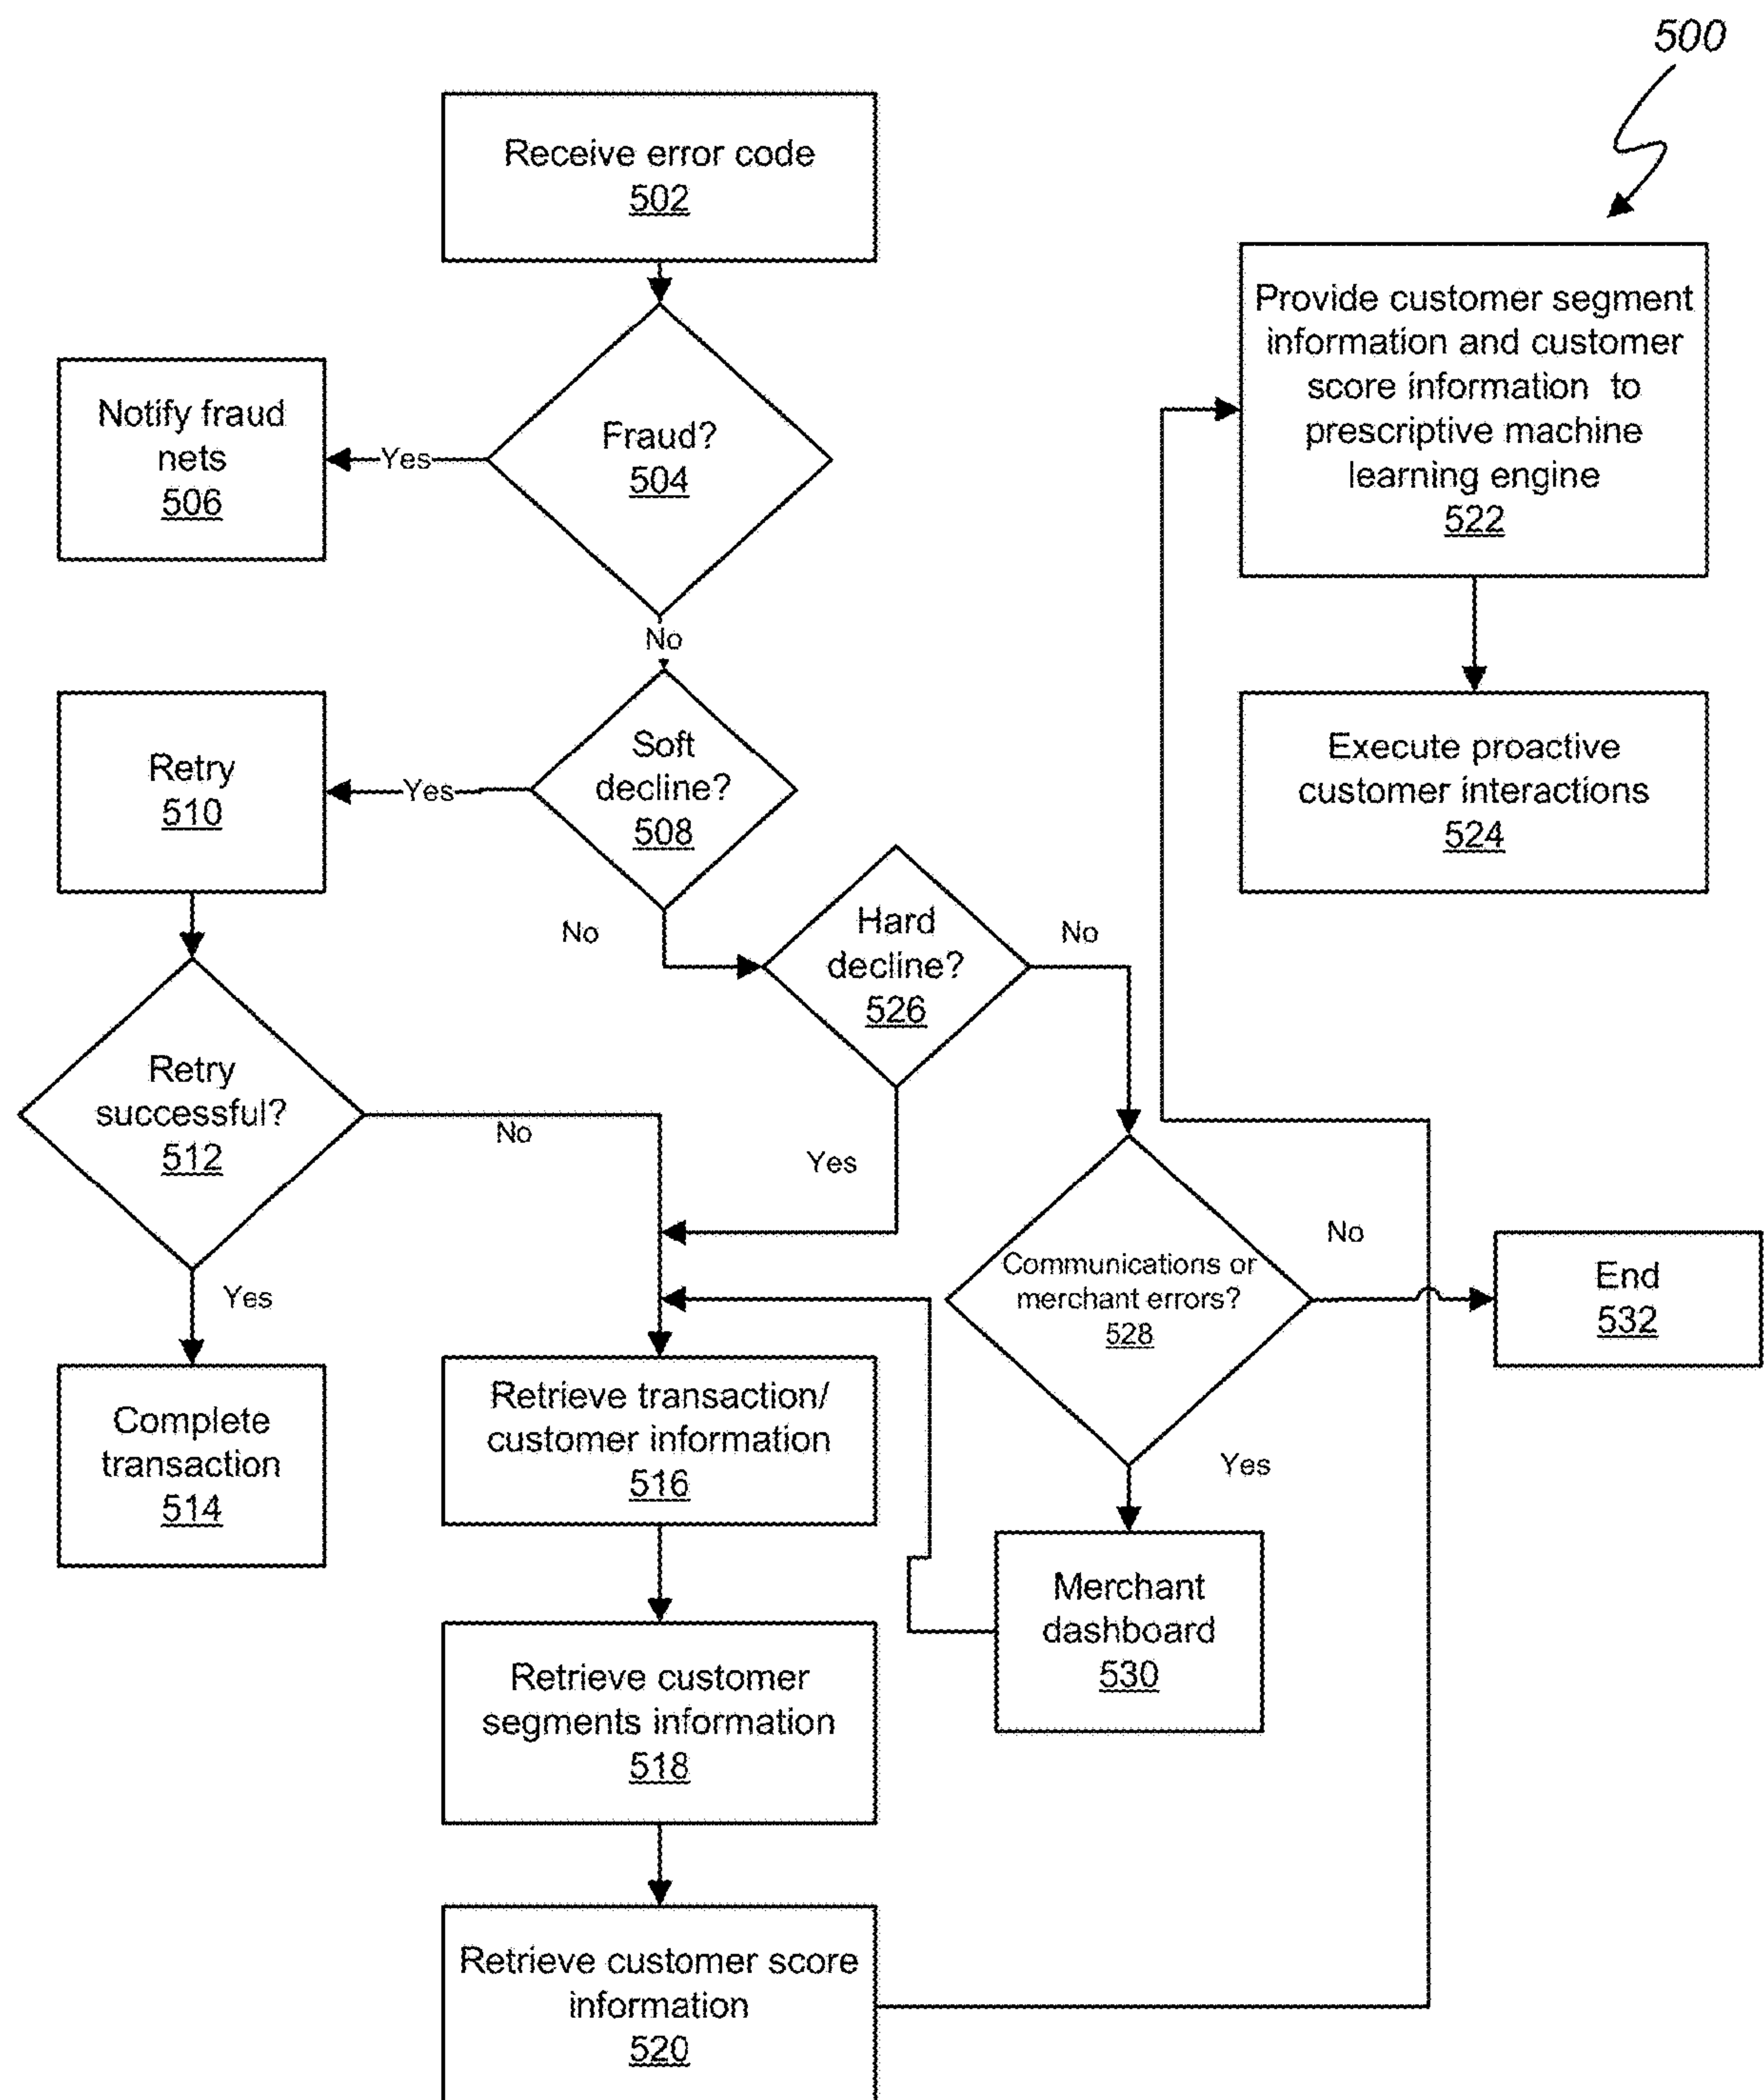 500
Receive error code
502
Provide customer segment
information and customer
score information to
prescriptive machine
learning engine
522
Notify fraud
nets
506
Yes
Fraud?
504
No
Execute proactive
customer interactions
524
Retry
510
Yes
Soft
decline?
508
No
Hard
decline?
526
No
Retry
successful?
512
No
Yes
Yes
Communications or
merchant errors?
528
No
End
532
Complete
transaction
514
Retrieve transaction/
customer information
516
Yes
Merchant
dashboard
530
Retrieve customer
segments information
518
Retrieve customer score
information
520